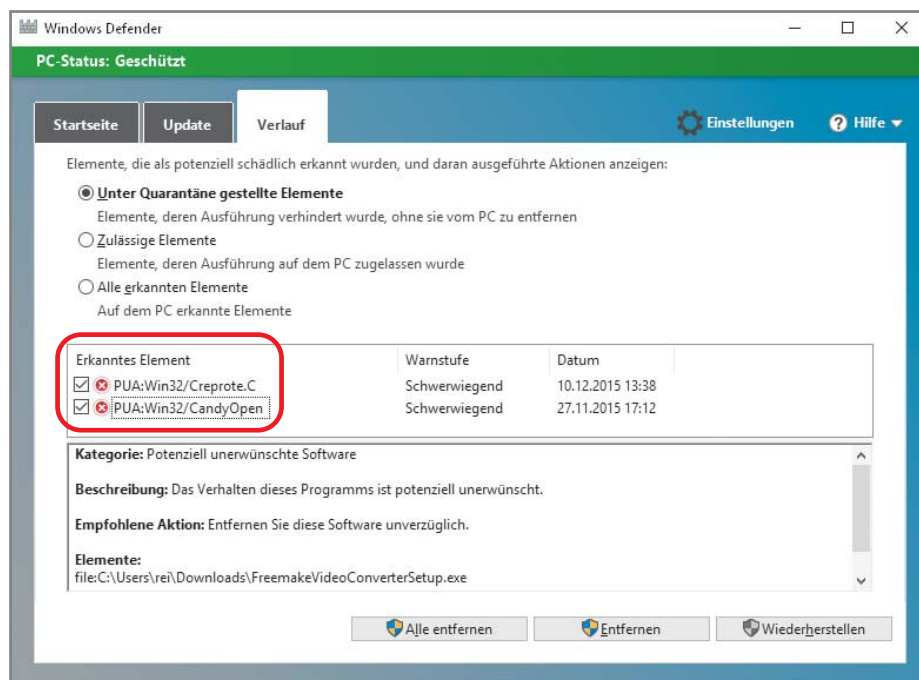 Windows Defender
PC-Status: Geschützt
Startseite Update Verlauf Einstellungen Hilfe
Elemente, die als potenziell schädlich erkannt wurden, und daran ausgeführte Aktionen anzeigen:
Unter Quarantäne gestellte Elemente
Elemente, deren Ausführung verhindert wurde, ohne sie vom PC zu entfernen
Zulässige Elemente
Elemente, deren Ausführung auf dem PC zugelassen wurde
Alle erkannten Elemente
Auf dem PC erkannte Elemente
Erkanntes Element Warnstufe Datum
PUA:Win32/Creprote.C Schwerwiegend 10.12.2015 13:38
PUA:Win32/CandyOpen Schwerwiegend 27.11.2015 17:12
Kategorie: Potenziell unerwünschte Software
Beschreibung: Das Verhalten dieses Programms ist potenziell unerwünscht.
Empfohlene Aktion: Entfernen Sie diese Software unverzüglich.
Elemente:
file:C:\Users\rei\Downloads\FreemakeVideoConverterSetup.exe
Alle entfernen Entfernen Wiederherstellen